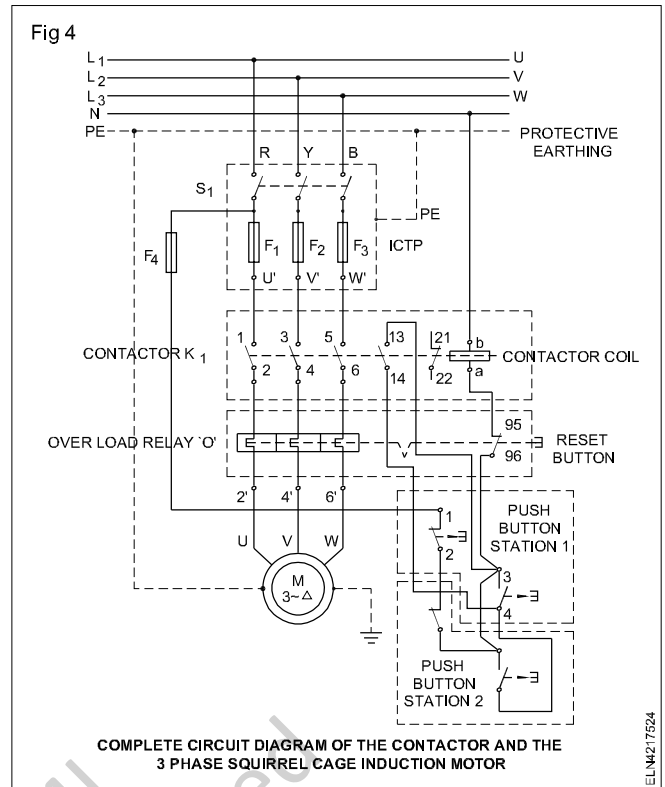 Fig 4
L1 U
L2 V
L3 W
N
PE PROTECTIVE
EARTHING
R Y B
S1
PE
F4 F1 F2 F3 ICTP
U' V' W'
1 3 5 13 21 b
CONTACTOR K1 CONTACTOR COIL
2 4 6 14 22 a
95
OVER LOAD RELAY `O' RESET
BUTTON
96
2' 4' 6'
1 PUSH
BUTTON
STATION 1
U V W 2
M
3~ △
3
4
PUSH
BUTTON
STATION 2
COMPLETE CIRCUIT DIAGRAM OF THE CONTACTOR AND THE
3 PHASE SQUIRREL CAGE INDUCTION MOTOR
ELN4217524